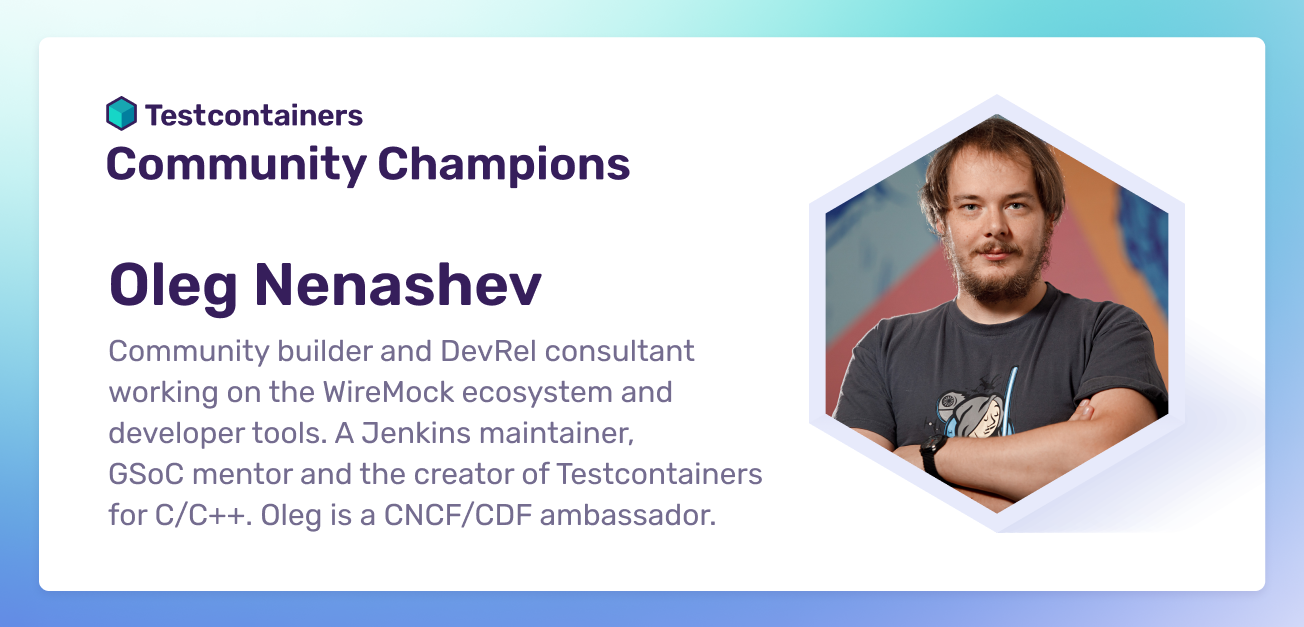 Testcontainers
Community Champions
Oleg Nenashev
Community builder and DevRel consultant
working on the WireMock ecosystem and
developer tools. A Jenkins maintainer,
GSoC mentor and the creator of Testcontainers
for C/C++. Oleg is a CNCF/CDF ambassador.